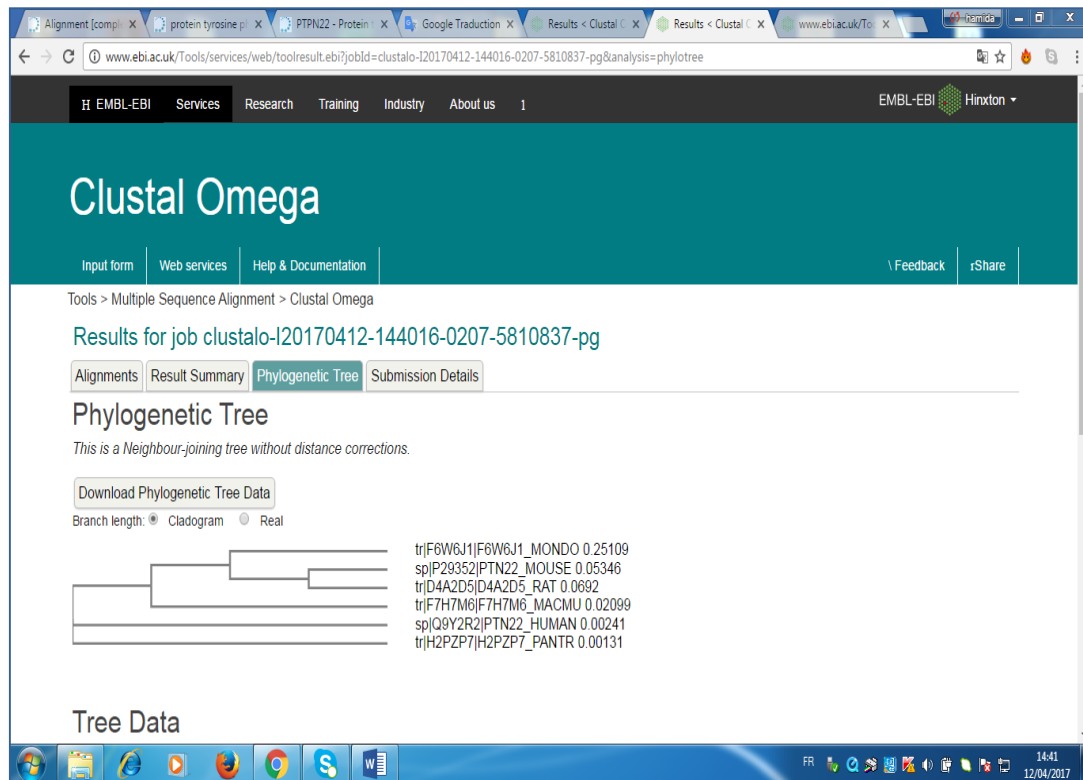 Alignment [compl protein tyrosine p PTPN22 - Protein Google Traduction Results < Clustal C Results < Clustal C www.ebi.ac.uk/To hamida
www.ebi.ac.uk/Tools/services/web/toolresult.ebi?jobId=clustalo-I20170412-144016-0207-5810837-pg&analysis=phylotree
H EMBL-EBI Services Research Training Industry About us 1 EMBL-EBI Hinxton
Clustal Omega
Input form Web services Help & Documentation \ Feedback rShare
Tools > Multiple Sequence Alignment > Clustal Omega
Results for job clustalo-I20170412-144016-0207-5810837-pg
Alignments Result Summary Phylogenetic Tree Submission Details
Phylogenetic Tree
This is a Neighbour-joining tree without distance corrections.
Download Phylogenetic Tree Data
Branch length: Cladogram Real
tr|F6W6J1|F6W6J1_MONDO 0.25109
sp|P29352|PTN22_MOUSE 0.05346
tr|D4A2D5|D4A2D5_RAT 0.0692
tr|F7H7M6|F7H7M6_MACMU 0.02099
sp|Q9Y2R2|PTN22_HUMAN 0.00241
tr|H2PZP7|H2PZP7_PANTR 0.00131
Tree Data
FR 14:41
12/04/2017